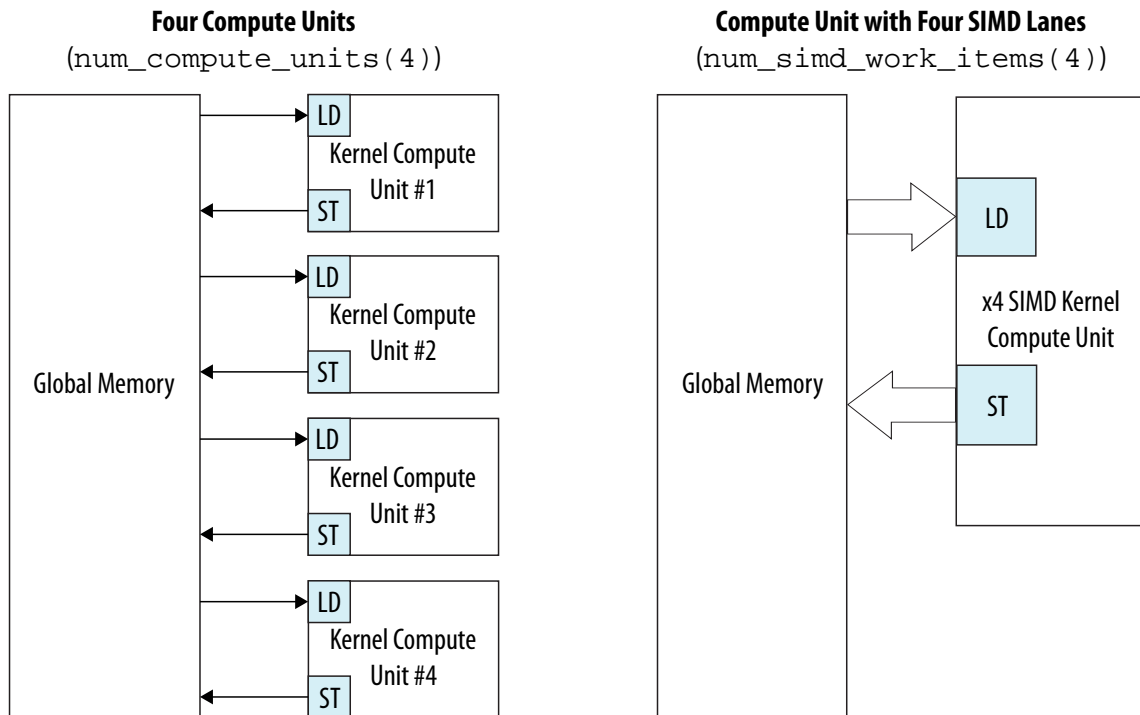 Four Compute Units
(num_compute_units(4))
Global Memory
LD
Kernel Compute
Unit #1
ST
LD
Kernel Compute
Unit #2
ST
LD
Kernel Compute
Unit #3
ST
LD
Kernel Compute
Unit #4
ST
Compute Unit with Four SIMD Lanes
(num_simd_work_items(4))
Global Memory
LD
x4 SIMD Kernel
Compute Unit
ST